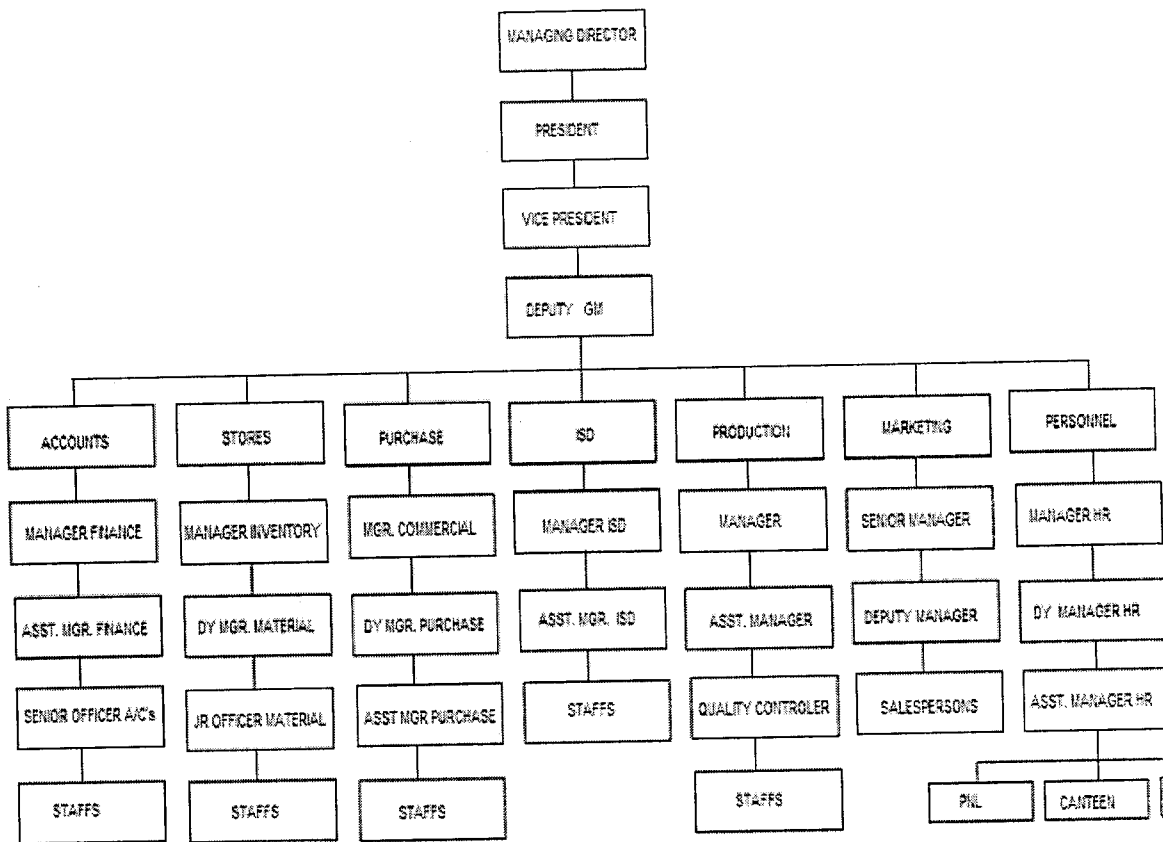 MANAGING DIRECTOR
PRESIDENT
VICE PRESIDENT
DEPUTY GM
ACCOUNTS
STORES
PURCHASE
ISD
PRODUCTION
MARKETING
PERSONNEL
MANAGER FINANCE
MANAGER INVENTORY
MGR. COMMERCIAL
MANAGER ISD
MANAGER
SENIOR MANAGER
MANAGER HR
ASST. MGR. FINANCE
DY MGR. MATERIAL
DY MGR. PURCHASE
ASST. MGR. ISD
ASST. MANAGER
DEPUTY MANAGER
DY MANAGER HR
SENIOR OFFICER A/C's
JR OFFICER MATERIAL
ASST MGR PURCHASE
STAFFS
QUALITY CONTROLER
SALESPERSONS
ASST. MANAGER HR
STAFFS
STAFFS
STAFFS
STAFFS
PNL
CANTEEN